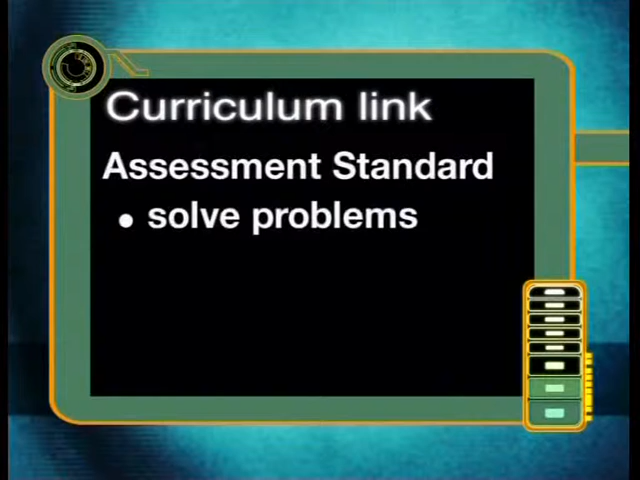 Curriculum link
Assessment Standard
• solve problems